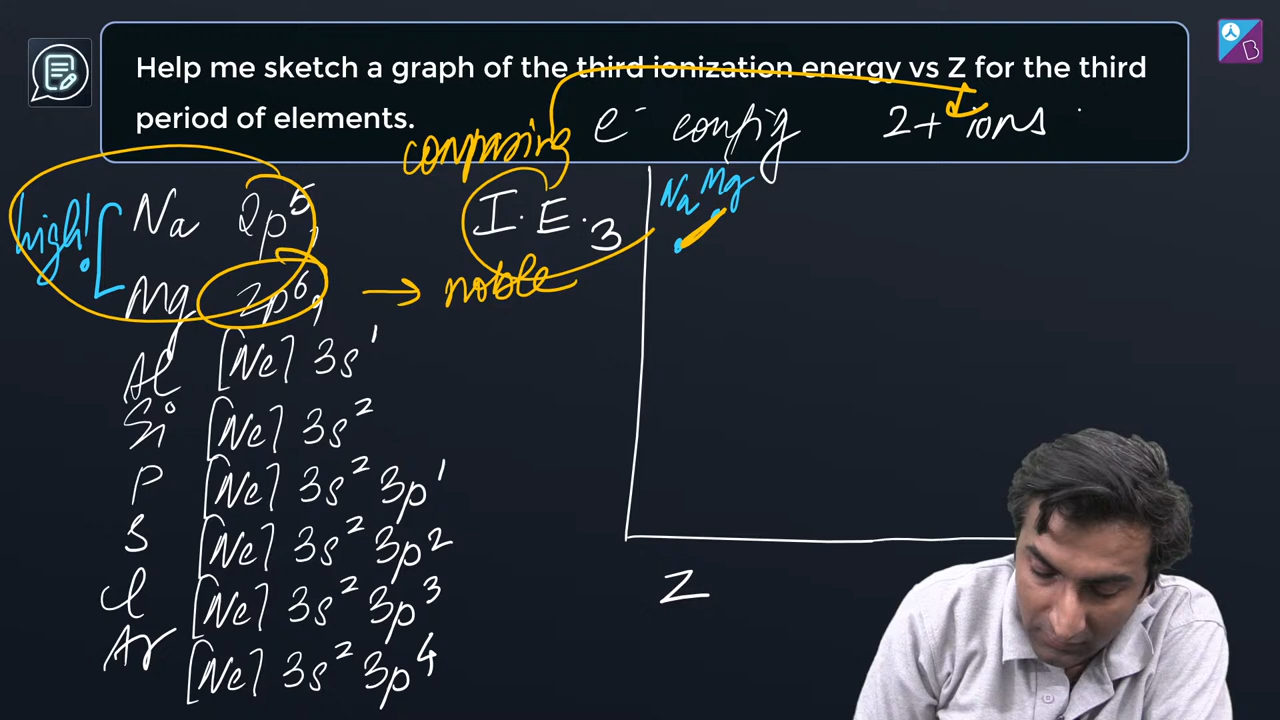 Help me sketch a graph of the third ionization energy vs Z for the third
period of elements.
e⁻ config 2+ ions
comparing
high!
Na 2p⁵,
I.E.₃
Na Mg
Mg 2p⁶, → noble
Al [Ne] 3s¹
Si [Ne] 3s²
P [Ne] 3s² 3p¹
S [Ne] 3s² 3p²
Cl [Ne] 3s² 3p³
Ar [Ne] 3s² 3p⁴
Z
B